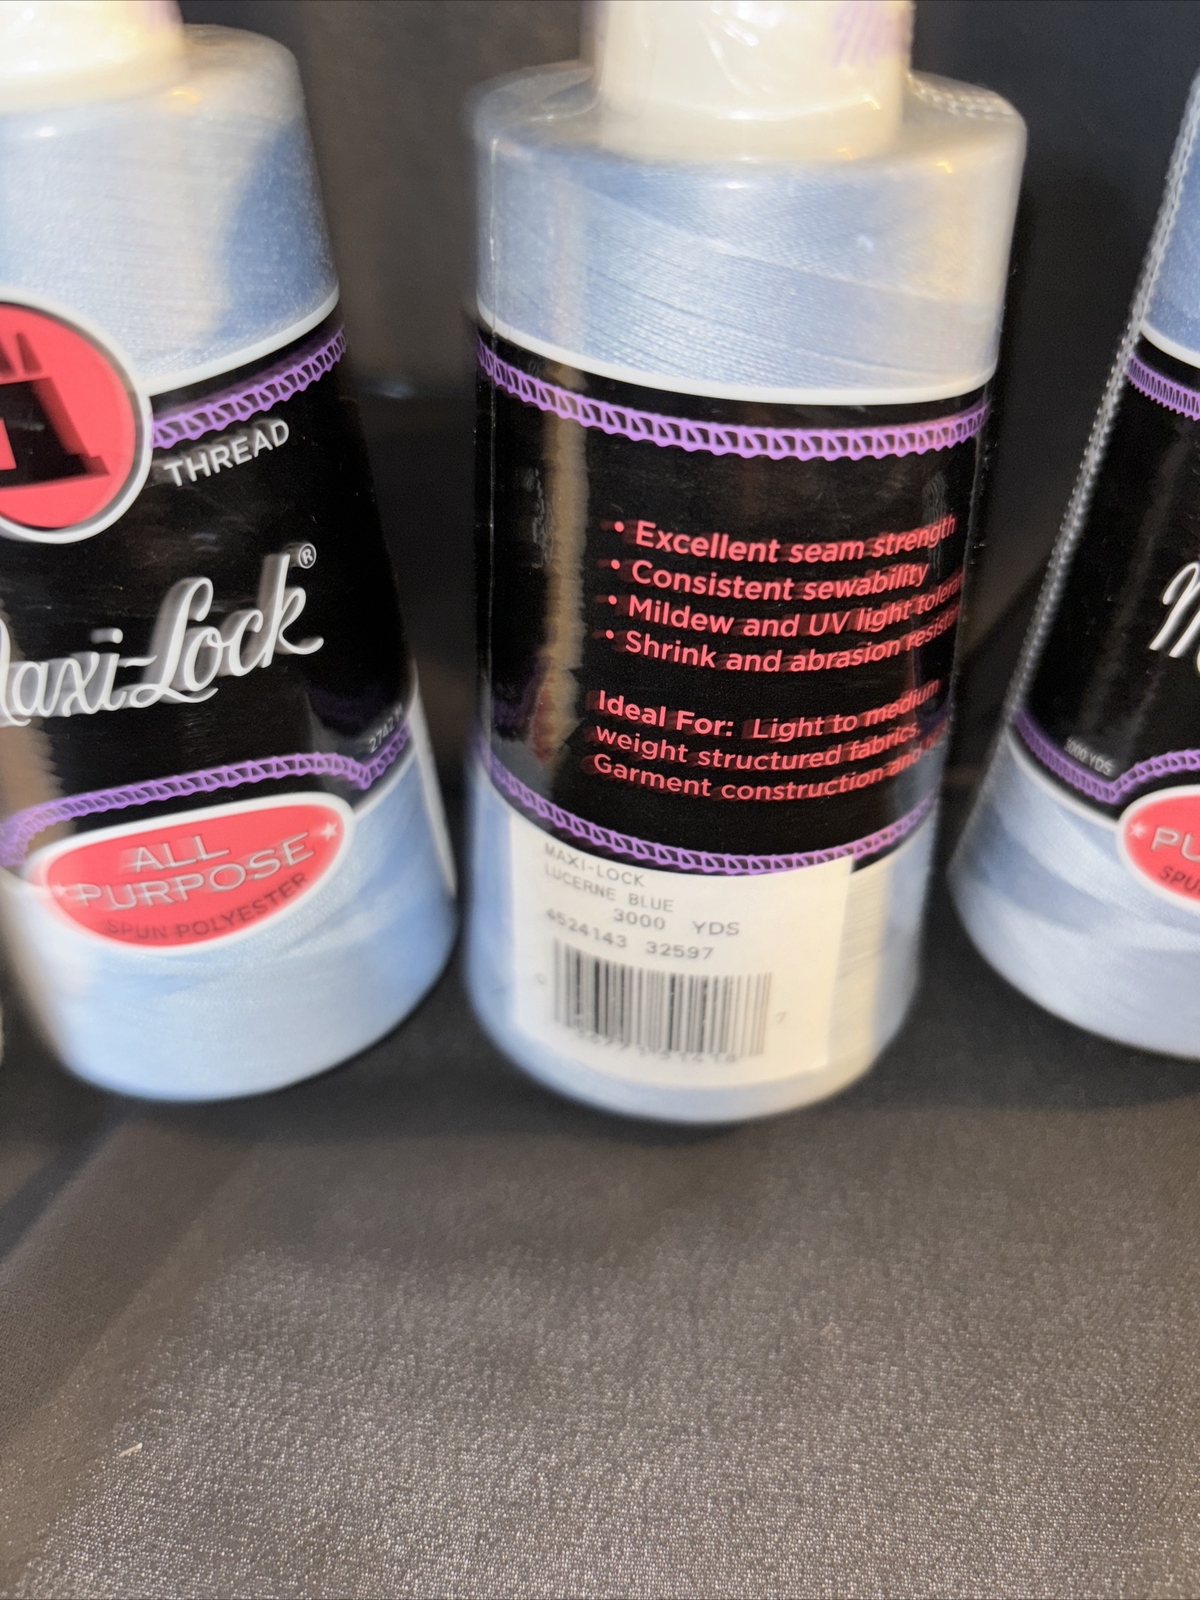 THREAD
Maxi-Lock®
ALL
PURPOSE
SPUN POLYESTER
• Excellent seam strength
• Consistent sewability
• Mildew and UV light
• Shrink and abrasion
Ideal For: Light to medium
weight structured fabrics.
Garment construction and
MAXI-LOCK
LUCERNE BLUE
3000 YDS
4524143 32597
7
SPUN